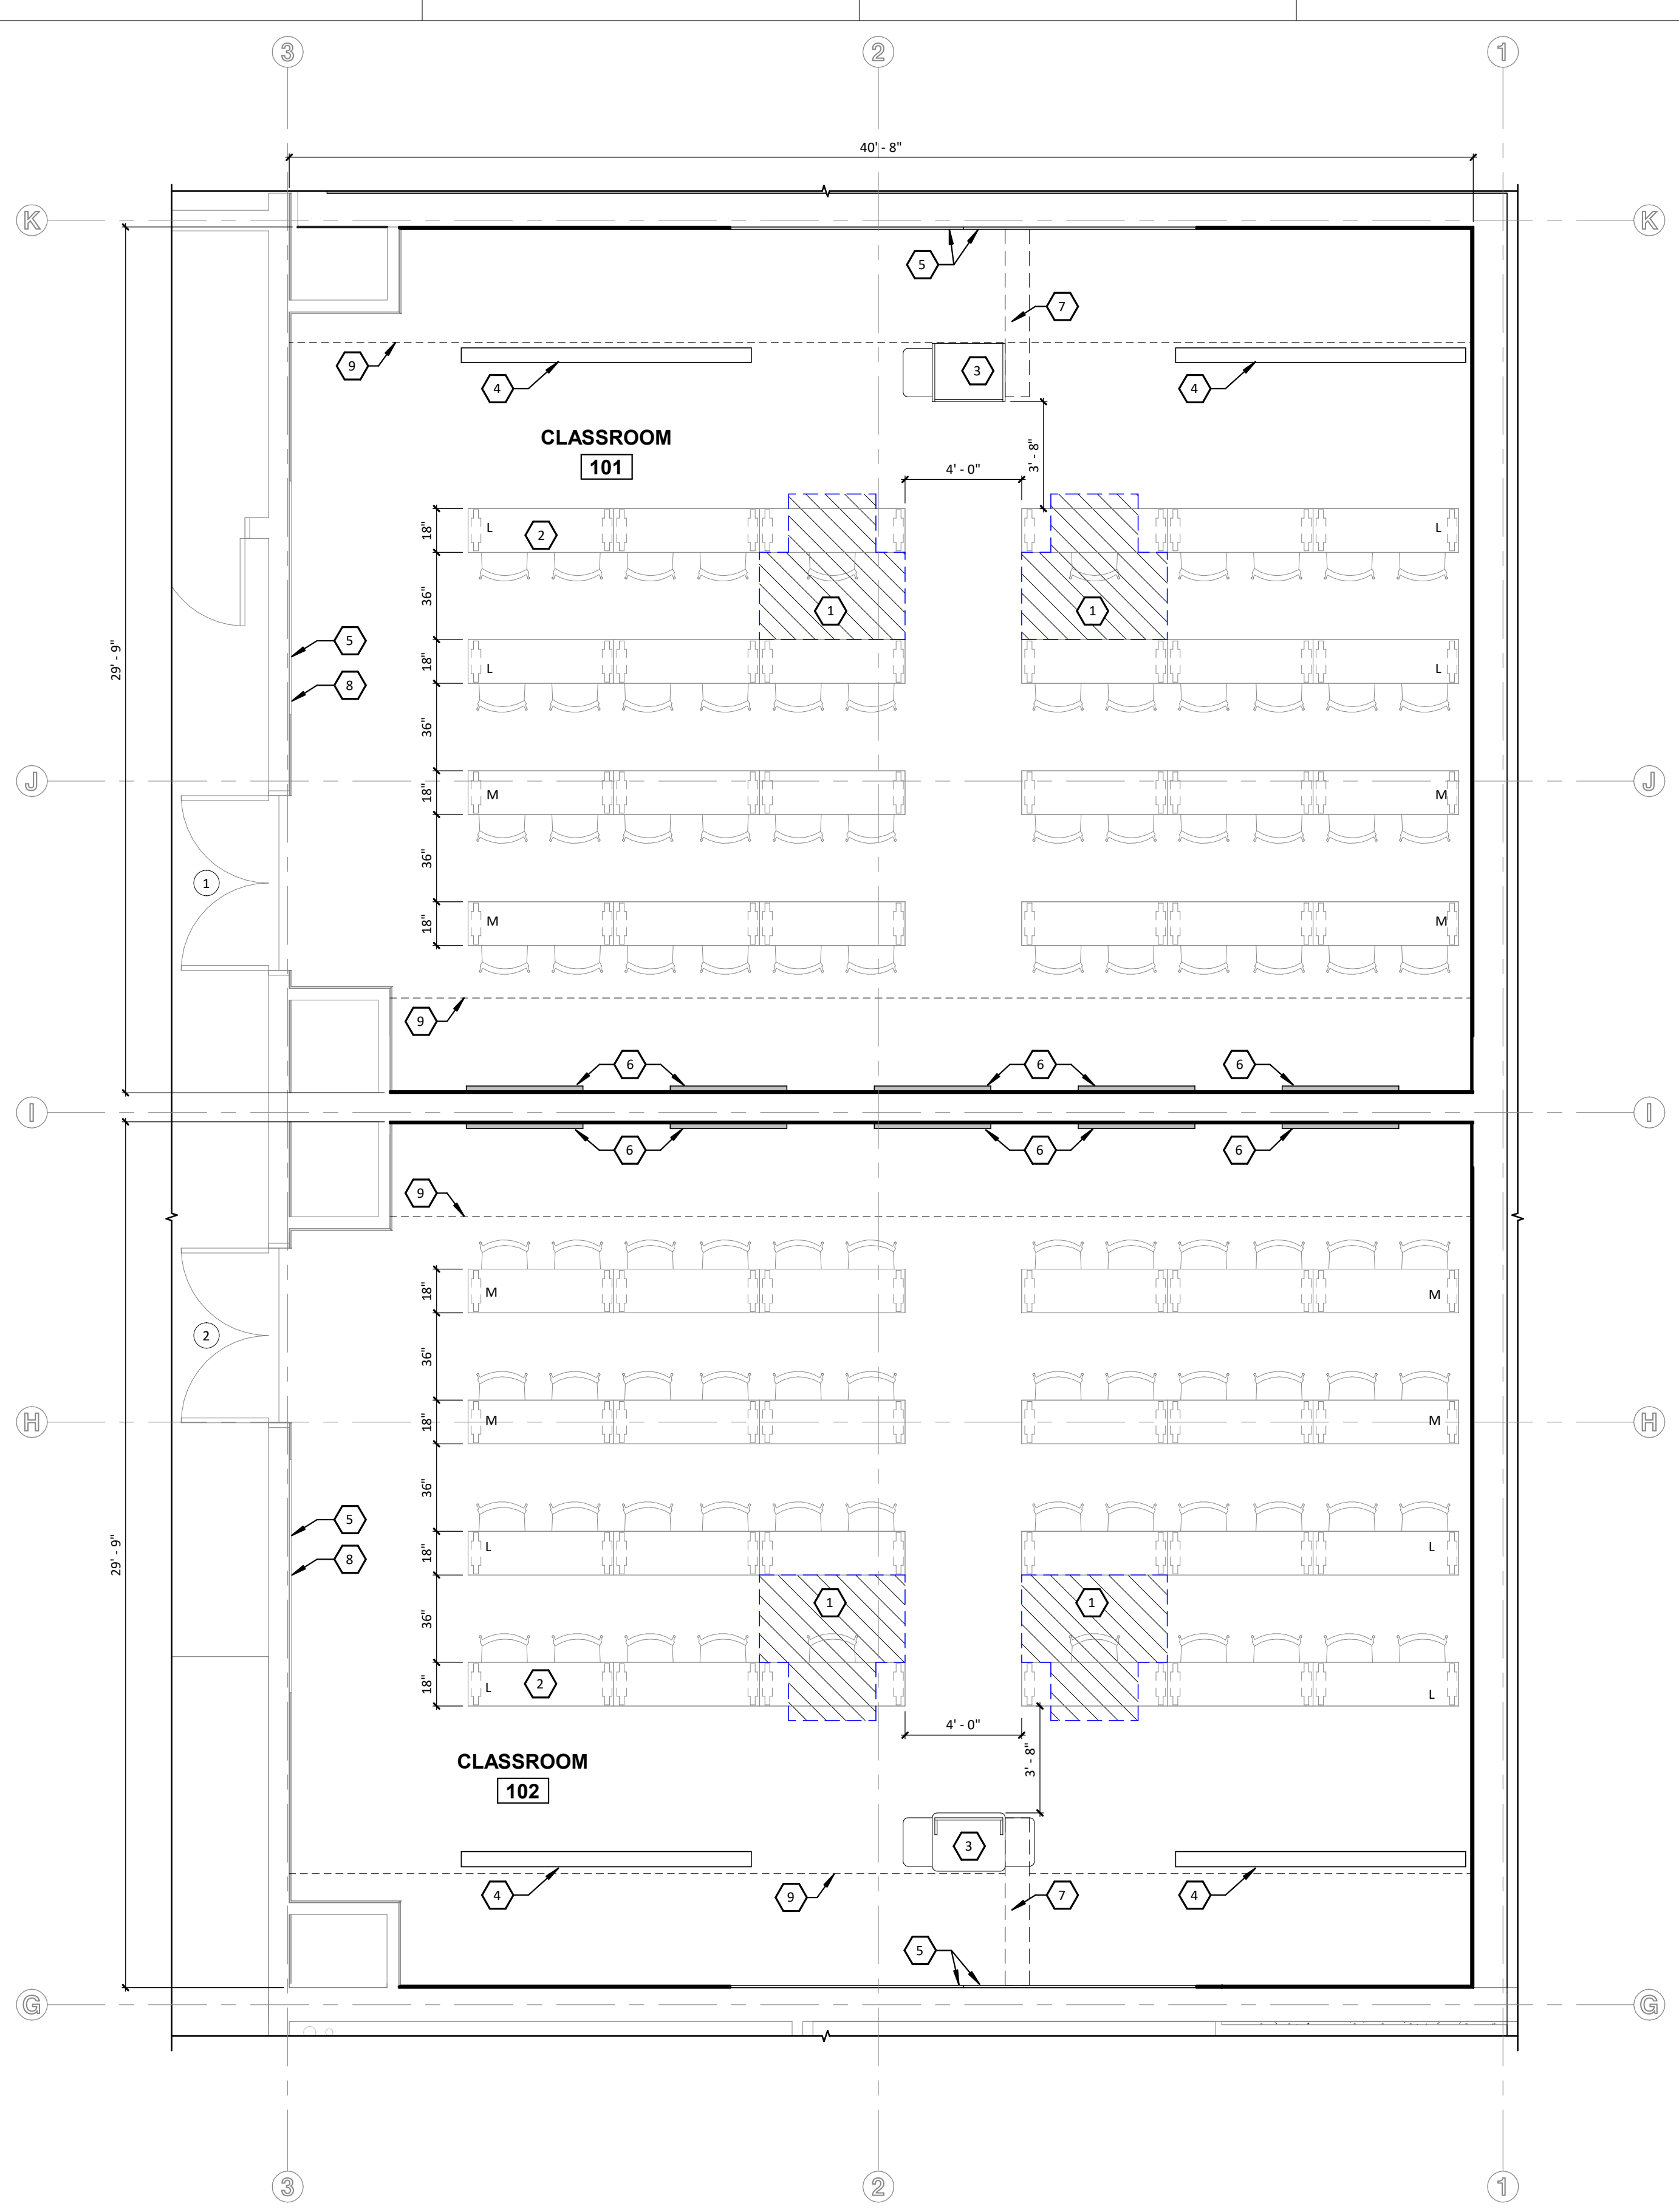 3 2 1
40' - 8"
K K
5
7
9 3
4 4
CLASSROOM
101
3' - 8"
4' - 0"
18" L 2 L
36"
1 1
5
29' - 9"
18" L L
8
36"
J J
18" M M
36"
1
18" M M
9
6 6 6
I I
6 6 6
9
18" M M
2
36"
H H
18" M M
36"
5
29' - 9"
18" L L
8
36"
1 1
18" L 2 L
4' - 0"
3' - 8"
CLASSROOM
102
3
4 9 7 4
5
G G
3 2 1